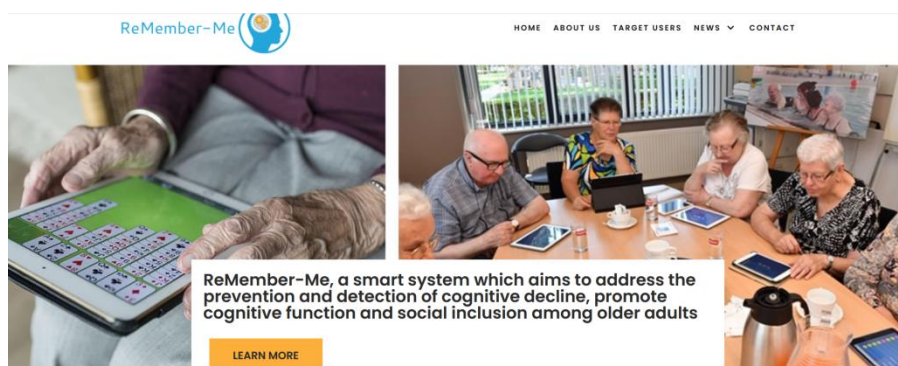 ReMember-Me
HOME ABOUT US TARGET USERS NEWS CONTACT
ReMember-Me, a smart system which aims to address the
prevention and detection of cognitive decline, promote
cognitive function and social inclusion among older adults
LEARN MORE